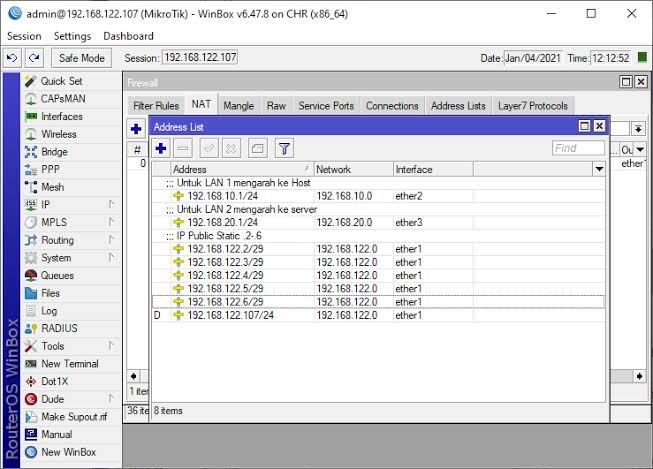 admin@192.168.122.107 (MikroTik) - WinBox v6.47.8 on CHR (x86_64)
Session Settings Dashboard
Safe Mode Session: 192.168.122.107 Date: Jan/04/2021 Time: 12:12:52
RouterOS WinBox
Quick Set
CAPsMAN
Interfaces
Wireless
Bridge
PPP
Mesh
IP
MPLS
Routing
System
Queues
Files
Log
RADIUS
Tools
New Terminal
Dot1X
Dude
Make Supout.rif
Manual
New WinBox
Firewall
Filter Rules NAT Mangle Raw Service Ports Connections Address Lists Layer7 Protocols
#
0
... Ou
ether
Address List
Find
Address Network Interface
;;; Untuk LAN 1 mengarah ke Host
192.168.10.1/24 192.168.10.0 ether2
;;; Untuk LAN 2 mengarah ke server
192.168.20.1/24 192.168.20.0 ether3
;;; IP Public Static .2- 6
192.168.122.2/29 192.168.122.0 ether1
192.168.122.3/29 192.168.122.0 ether1
192.168.122.4/29 192.168.122.0 ether1
192.168.122.5/29 192.168.122.0 ether1
192.168.122.6/29 192.168.122.0 ether1
D 192.168.122.107/24 192.168.122.0 ether1
8 items
1 ite
36 ite